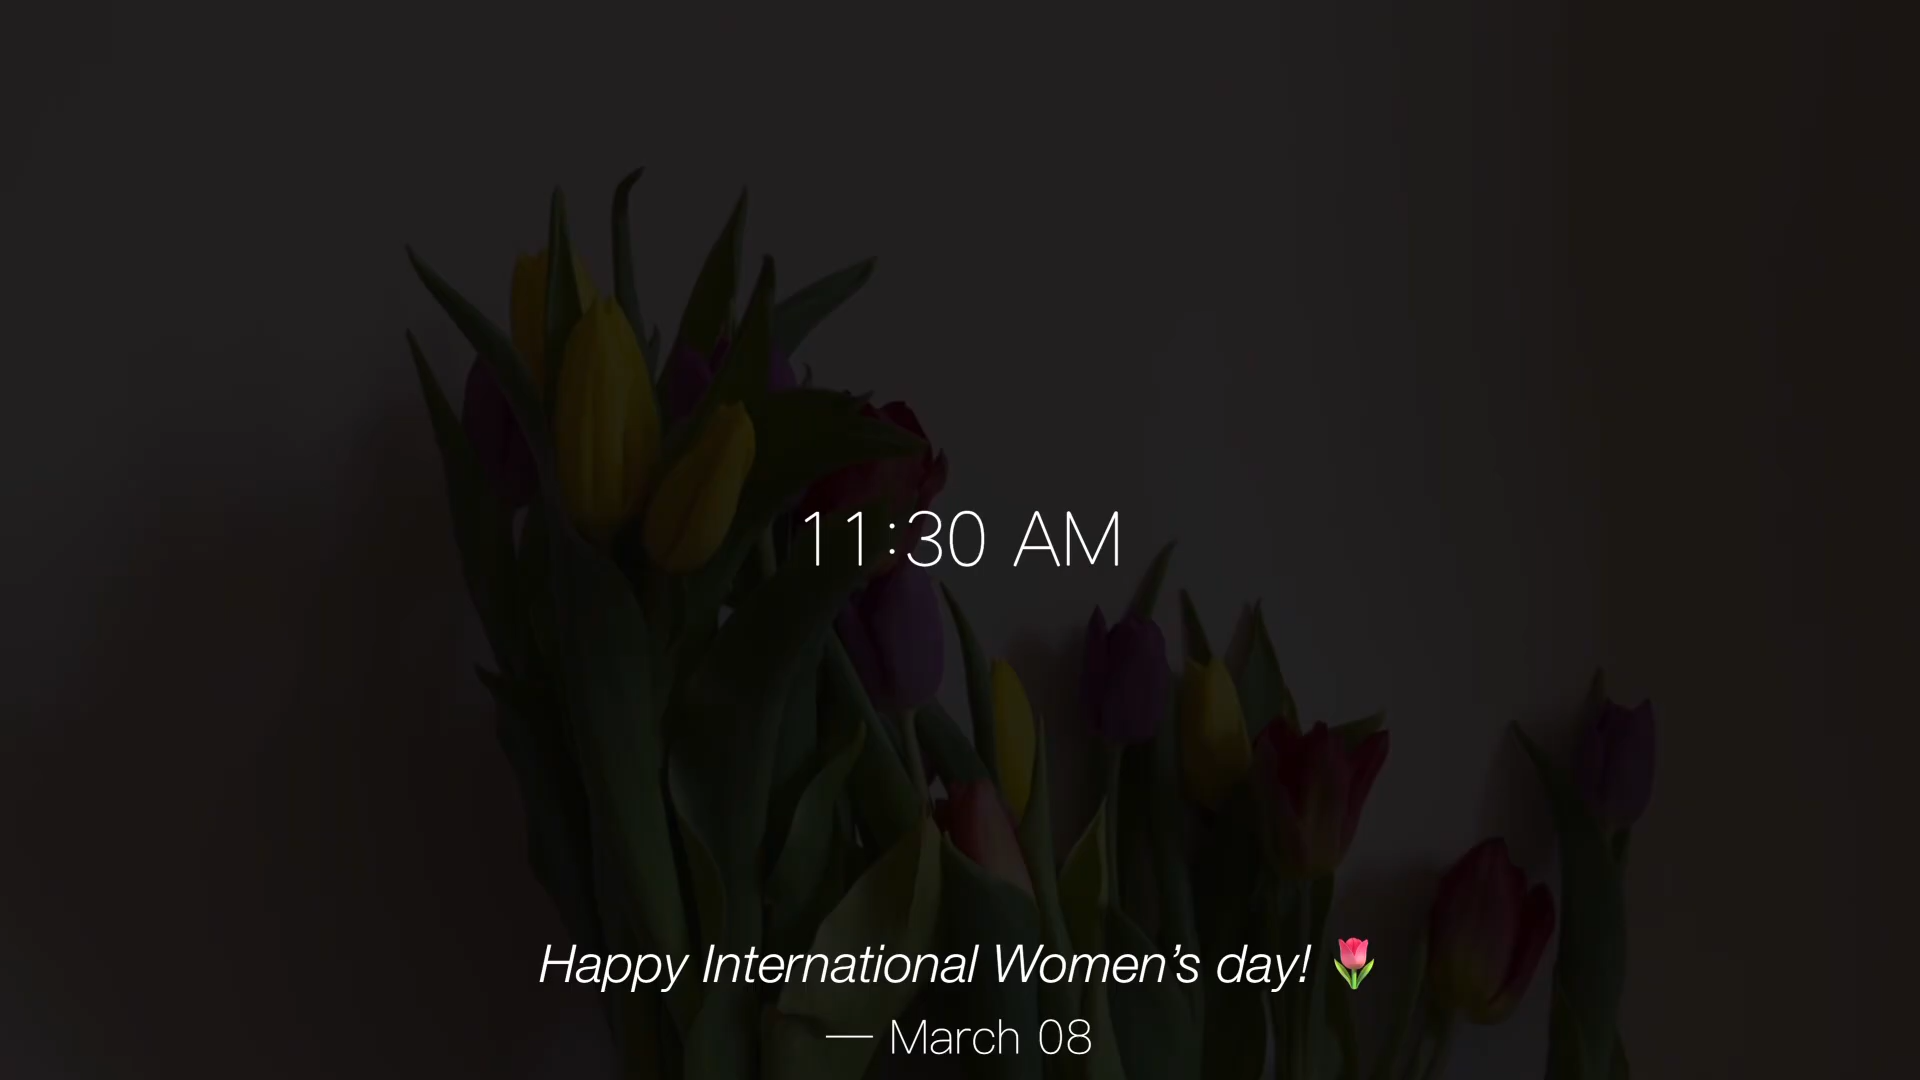 11:30 AM
Happy International Women’s day! 🌷
— March 08